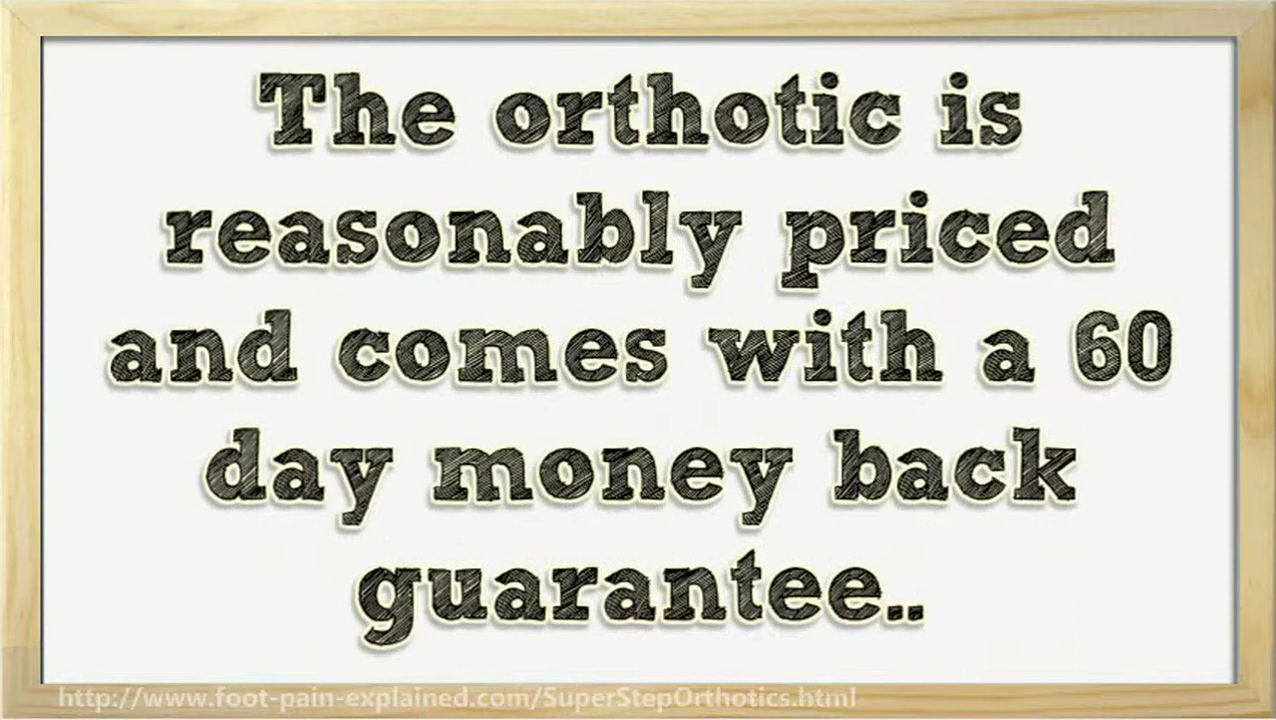 The orthotic is
reasonably priced
and comes with a 60
day money back
guarantee..
http://www.foot-pain-explained.com/SuperStepOrthotics.html